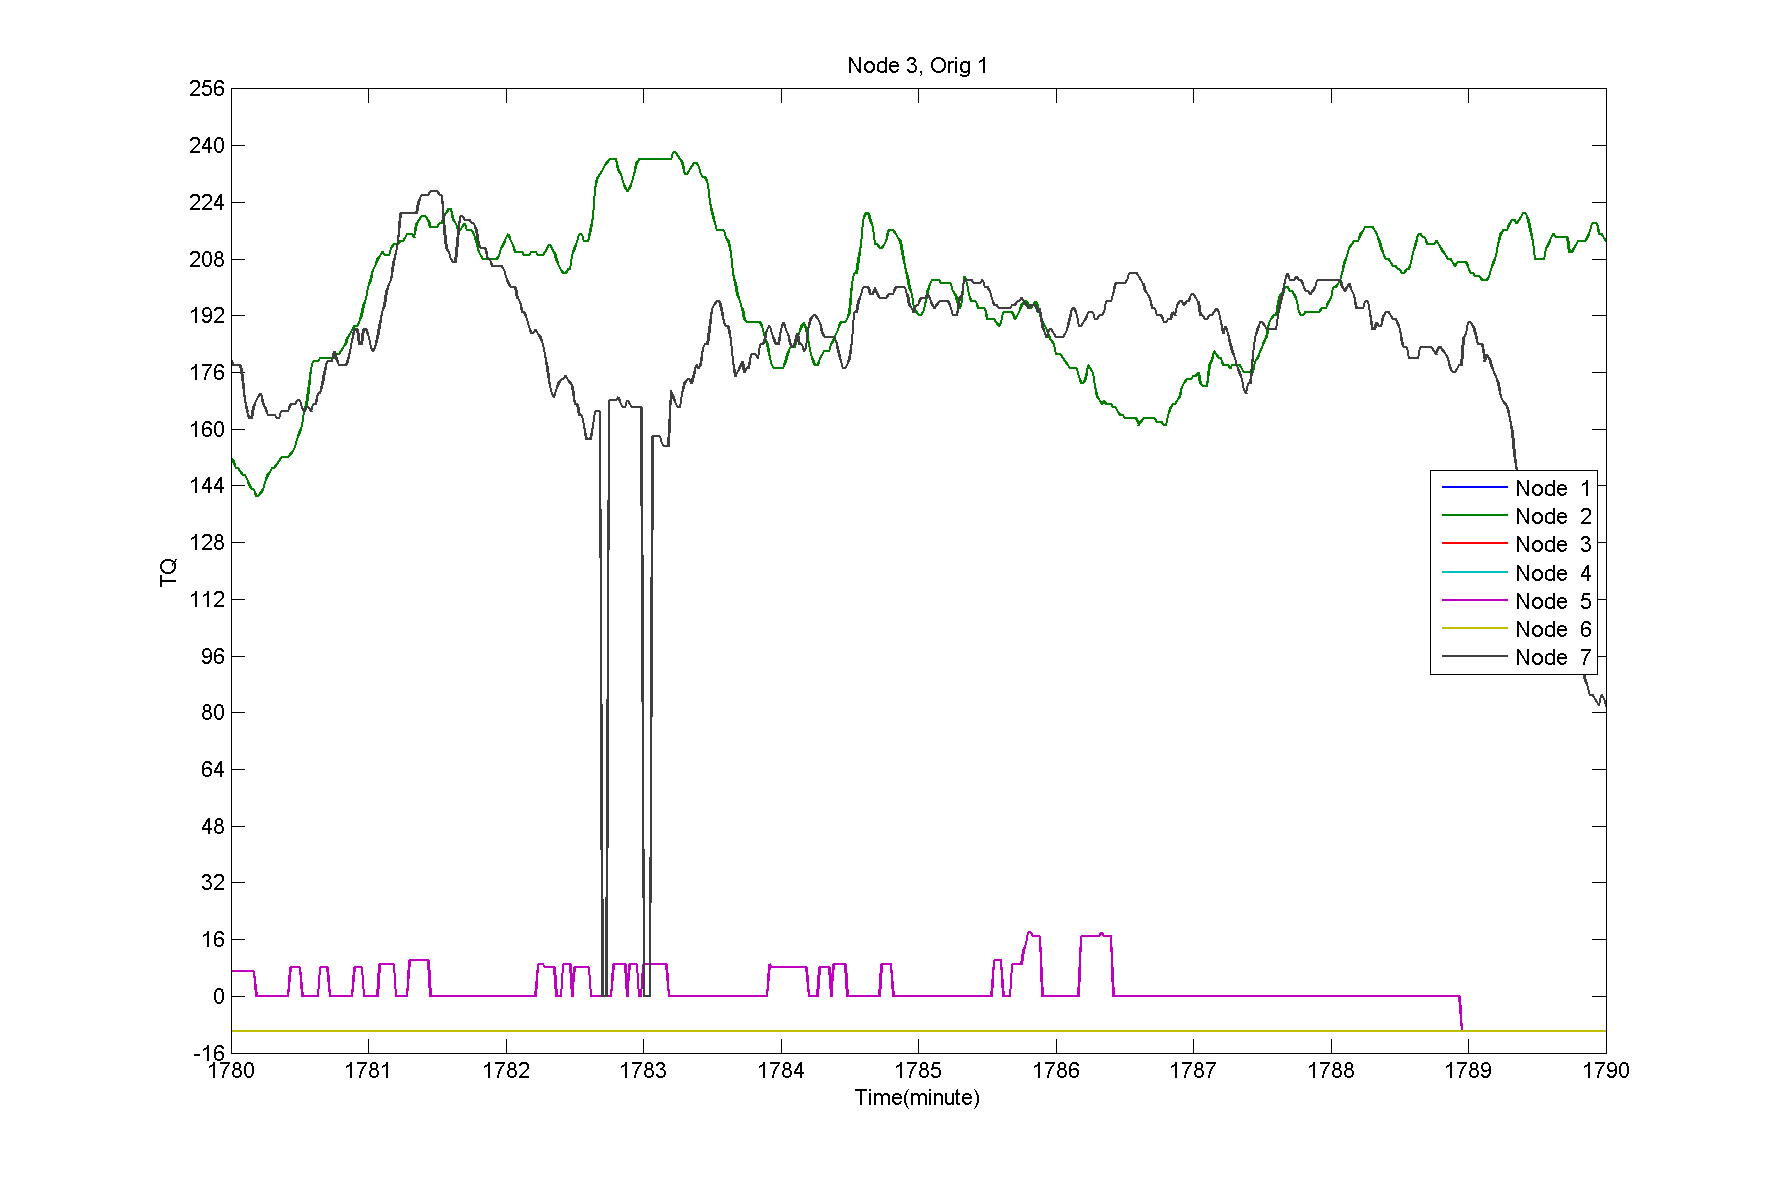 Node 3, Orig 1
256
240
224
208
192
176
160
144
128
112
96
80
64
48
32
16
0
-16
TQ
Node 1
Node 2
Node 3
Node 4
Node 5
Node 6
Node 7
1780 1781 1782 1783 1784 1785 1786 1787 1788 1789 1790
Time(minute)